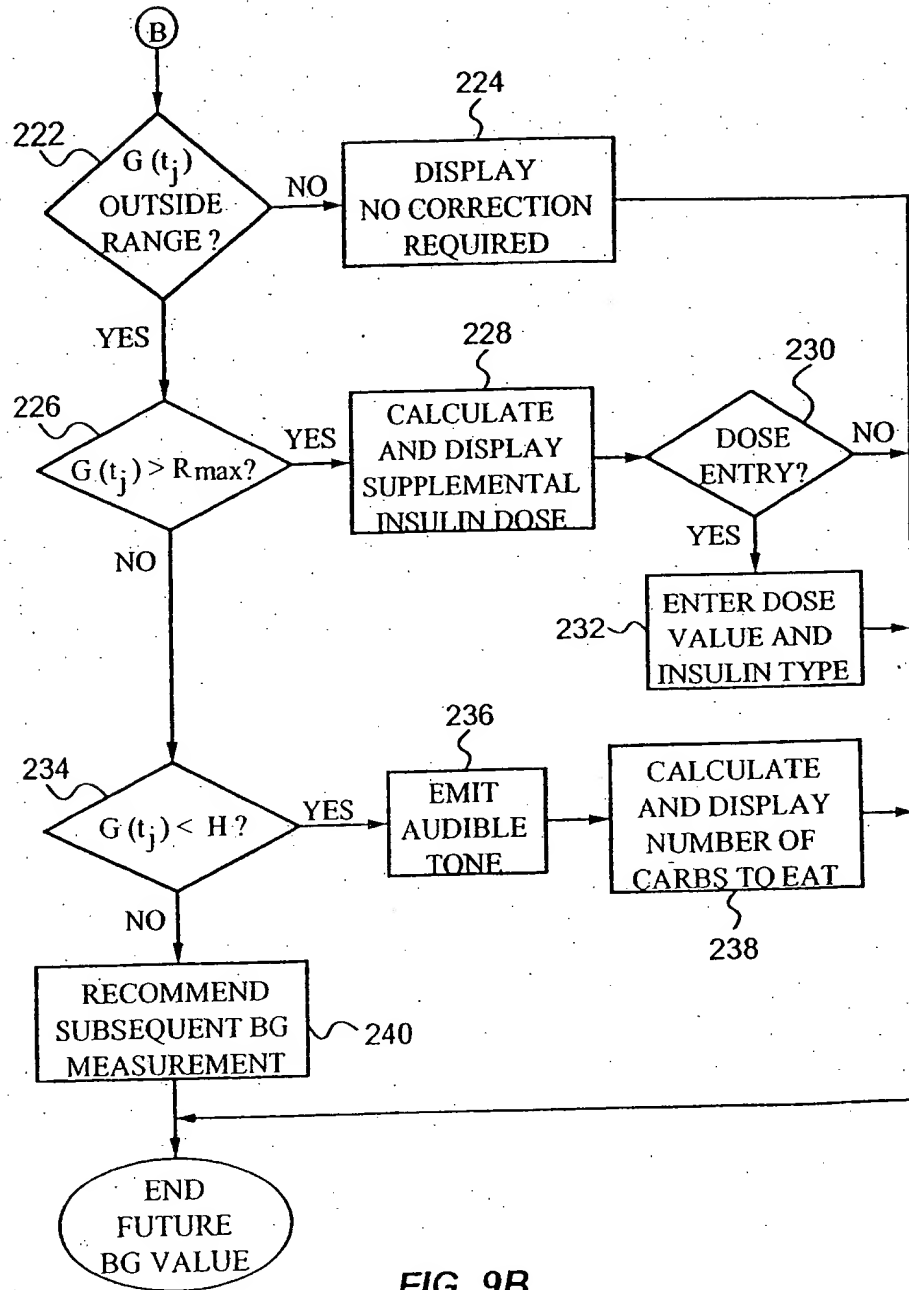 B
222
G(tj)
OUTSIDE
RANGE?
NO
224
DISPLAY
NO CORRECTION
REQUIRED
YES
226
G(tj) > Rmax?
YES
228
CALCULATE
AND DISPLAY
SUPPLEMENTAL
INSULIN DOSE
230
DOSE
ENTRY?
NO
YES
232
ENTER DOSE
VALUE AND
INSULIN TYPE
NO
234
G(tj) < H?
YES
236
EMIT
AUDIBLE
TONE
CALCULATE
AND DISPLAY
NUMBER OF
CARBS TO EAT
238
NO
RECOMMEND
SUBSEQUENT BG
MEASUREMENT
240
END
FUTURE
BG VALUE
FIG. 9B